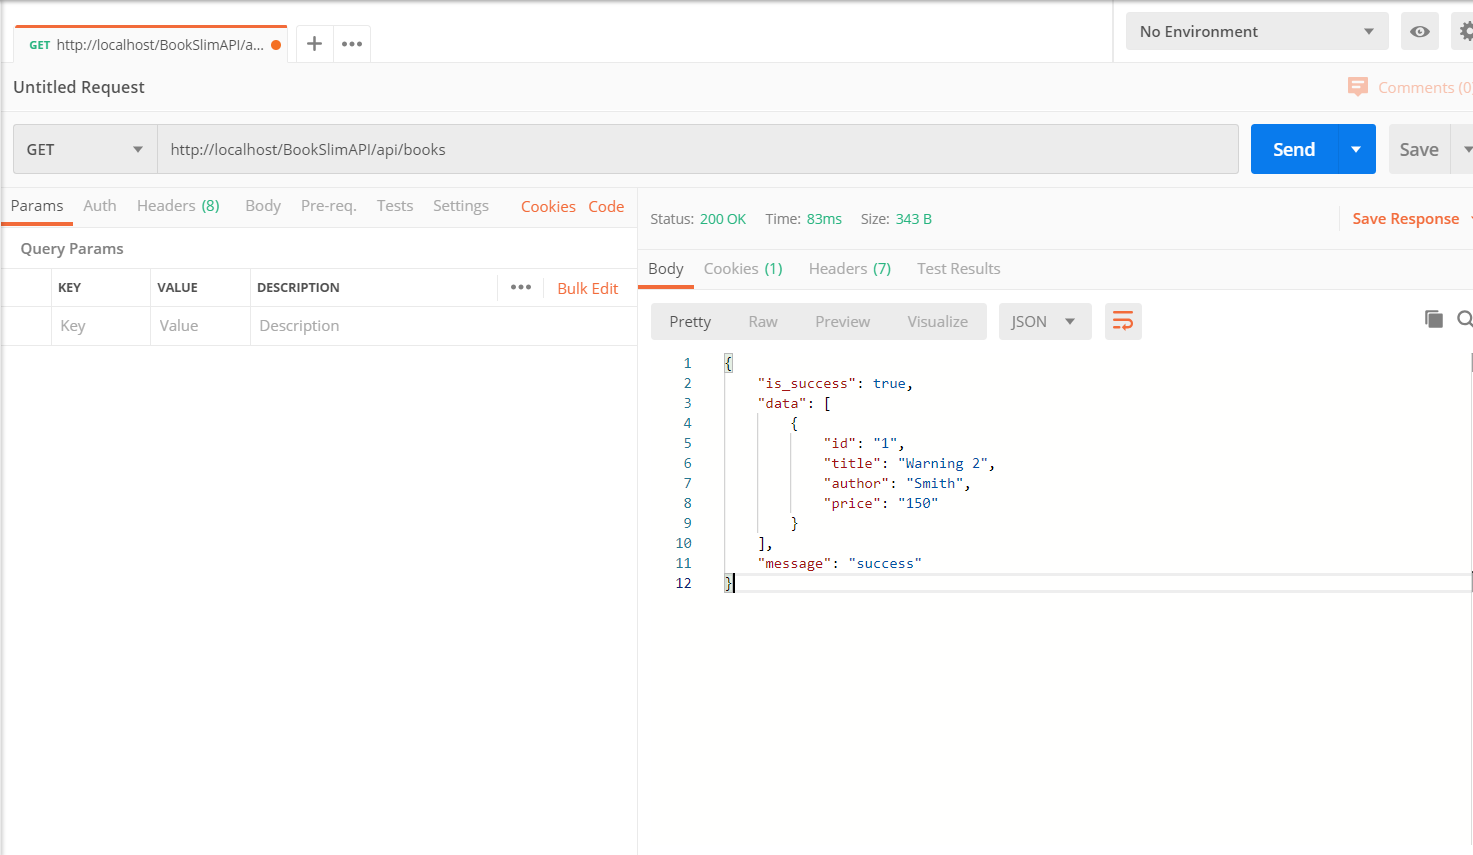 GET http://localhost/BookSlimAPI/a...
No Environment
Untitled Request
Comments (0
GET http://localhost/BookSlimAPI/api/books
Send
Save
Params Auth Headers (8) Body Pre-req. Tests Settings Cookies Code
Query Params
KEY VALUE DESCRIPTION ••• Bulk Edit
Key Value Description
Status: 200 OK Time: 83ms Size: 343 B Save Response
Body Cookies (1) Headers (7) Test Results
Pretty Raw Preview Visualize JSON
1 {
2 "is_success": true,
3 "data": [
4 {
5 "id": "1",
6 "title": "Warning 2",
7 "author": "Smith",
8 "price": "150"
9 }
10 ],
11 "message": "success"
12 }